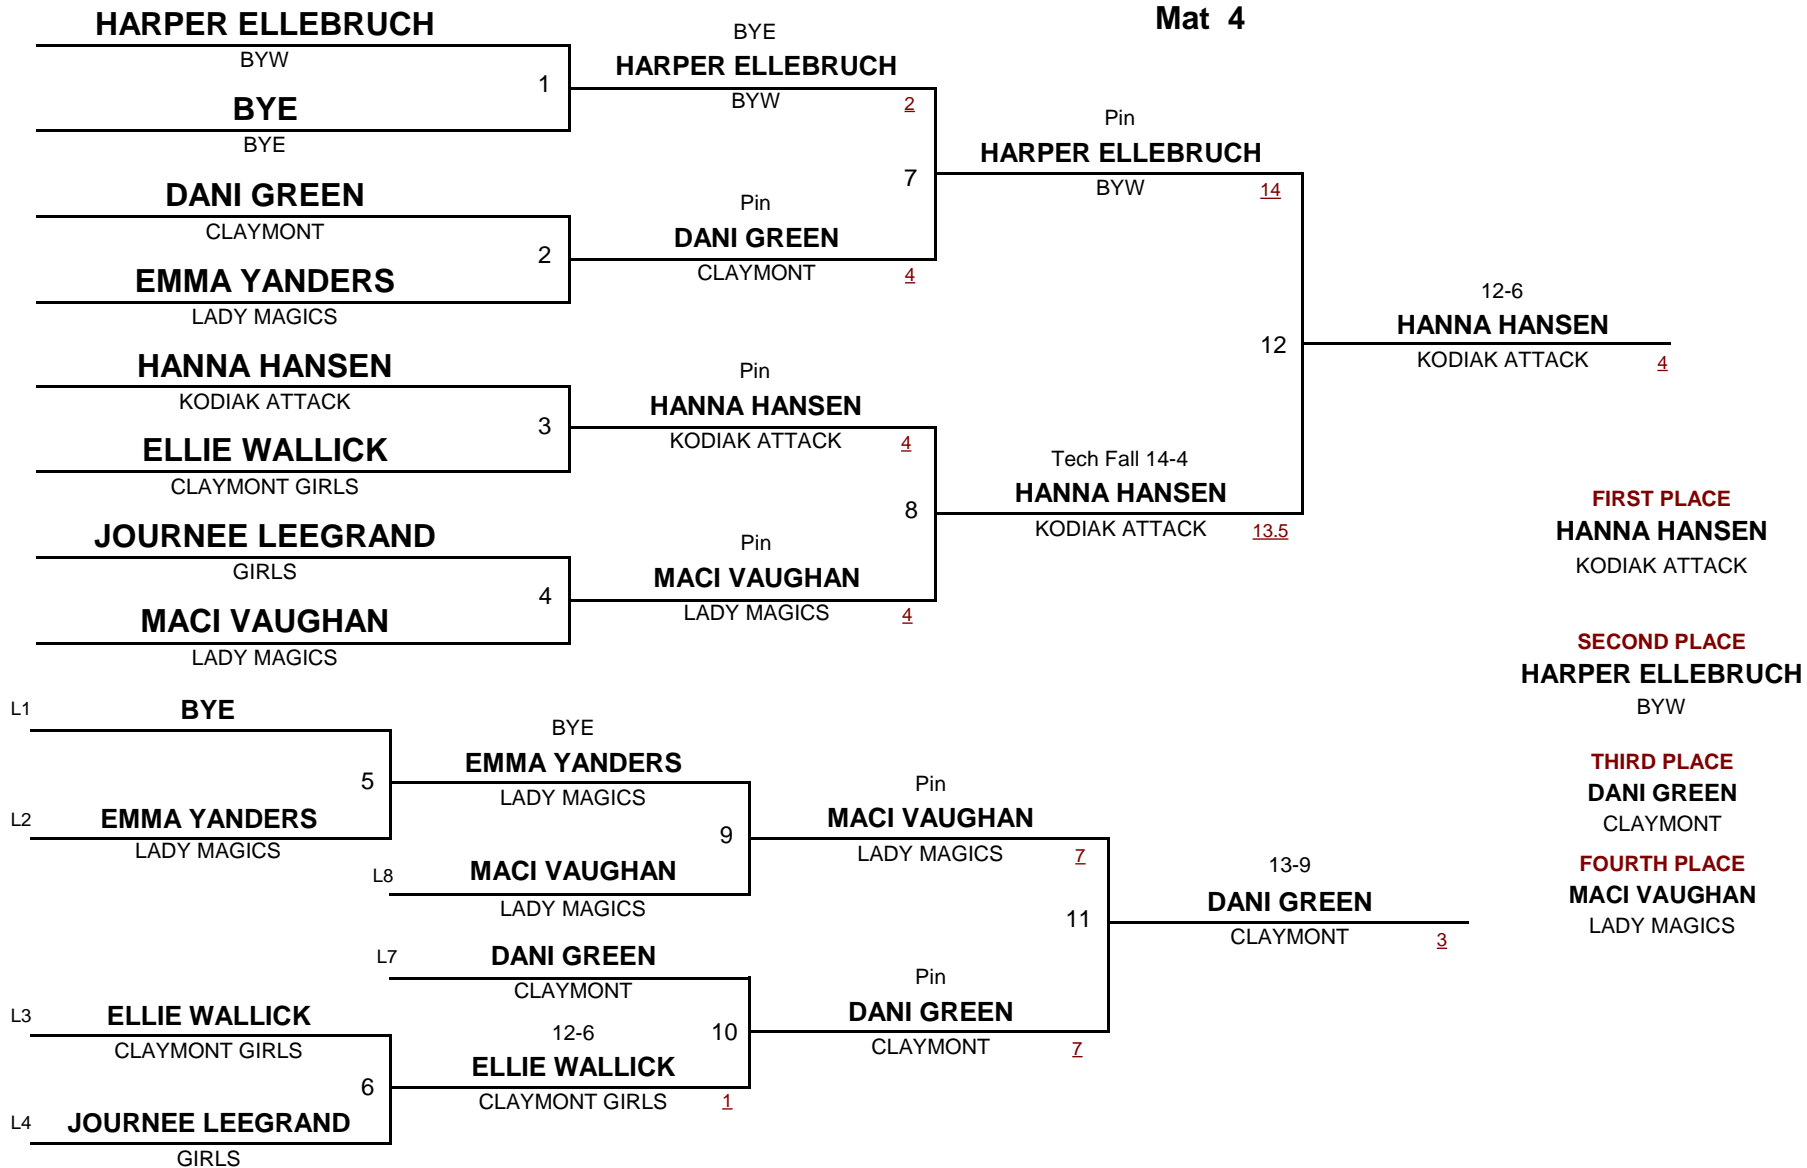 Mat 4
HARPER ELLEBRUCH
BYW
1
BYE
BYE
DANI GREEN
CLAYMONT
2
EMMA YANDERS
LADY MAGICS
HANNA HANSEN
KODIAK ATTACK
3
ELLIE WALLICK
CLAYMONT GIRLS
JOURNEE LEEGRAND
GIRLS
4
MACI VAUGHAN
LADY MAGICS
BYE
HARPER ELLEBRUCH
BYW 2
7
Pin
DANI GREEN
CLAYMONT 4
Pin
HANNA HANSEN
KODIAK ATTACK 4
8
Pin
MACI VAUGHAN
LADY MAGICS 4
Pin
HARPER ELLEBRUCH
BYW 14
12
Tech Fall 14-4
HANNA HANSEN
KODIAK ATTACK 13.5
12-6
HANNA HANSEN
KODIAK ATTACK 4
FIRST PLACE
HANNA HANSEN
KODIAK ATTACK
SECOND PLACE
HARPER ELLEBRUCH
BYW
THIRD PLACE
DANI GREEN
CLAYMONT
FOURTH PLACE
MACI VAUGHAN
LADY MAGICS
L1 BYE
5
L2 EMMA YANDERS
LADY MAGICS
L3 ELLIE WALLICK
CLAYMONT GIRLS
6
L4 JOURNEE LEEGRAND
GIRLS
BYE
EMMA YANDERS
LADY MAGICS
9
L8 MACI VAUGHAN
LADY MAGICS
L7 DANI GREEN
CLAYMONT
10
12-6
ELLIE WALLICK
CLAYMONT GIRLS 1
Pin
MACI VAUGHAN
LADY MAGICS 7
11
Pin
DANI GREEN
CLAYMONT 7
13-9
DANI GREEN
CLAYMONT 3